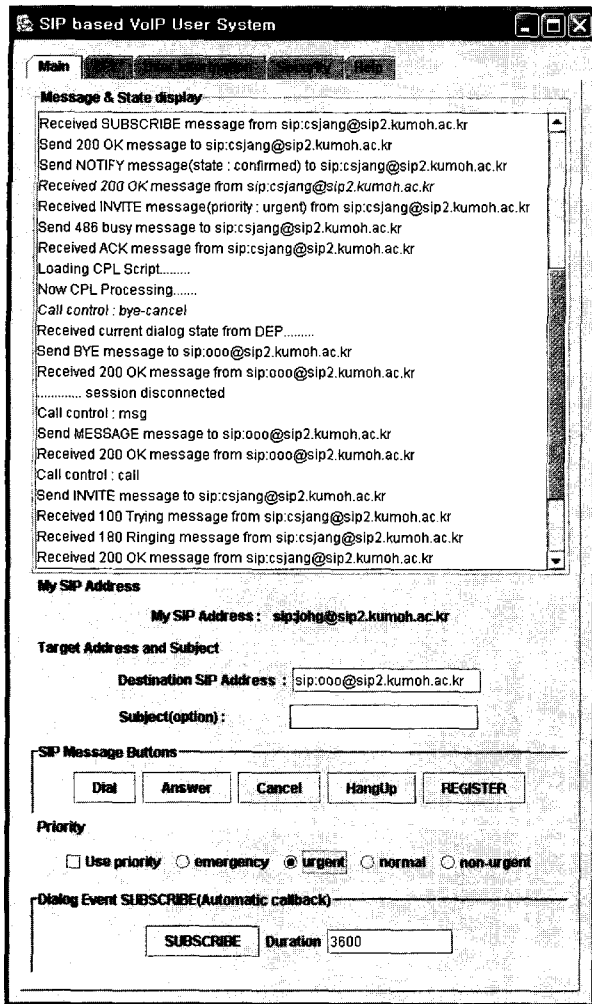 SIP based VoIP User System
Main
Help
Message & State display
Received SUBSCRIBE message from sip:csjang@sip2.kumoh.ac.kr
Send 200 OK message to sip:csjang@sip2.kumoh.ac.kr
Send NOTIFY message(state : confirmed) to sip:csjang@sip2.kumoh.ac.kr
Received 200 OK message from sip:csjang@sip2.kumoh.ac.kr
Received INVITE message(priority : urgent) from sip:csjang@sip2.kumoh.ac.kr
Send 486 busy message to sip:csjang@sip2.kumoh.ac.kr
Received ACK message from sip:csjang@sip2.kumoh.ac.kr
Loading CPL Script.........
Now CPL Processing.......
Call control : bye-cancel
Received current dialog state from DEP.........
Send BYE message to sip:ooo@sip2.kumoh.ac.kr
Received 200 OK message from sip:ooo@sip2.kumoh.ac.kr
............. session disconnected
Call control : msg
Send MESSAGE message to sip:ooo@sip2.kumoh.ac.kr
Received 200 OK message from sip:ooo@sip2.kumoh.ac.kr
Call control : call
Send INVITE message to sip:csjang@sip2.kumoh.ac.kr
Received 100 Trying message from sip:csjang@sip2.kumoh.ac.kr
Received 180 Ringing message from sip:csjang@sip2.kumoh.ac.kr
Received 200 OK message from sip:csjang@sip2.kumoh.ac.kr
My SIP Address
My SIP Address : sip:johg@sip2.kumoh.ac.kr
Target Address and Subject
Destination SIP Address : sip:ooo@sip2.kumoh.ac.kr
Subject(option) :
SIP Message Buttons
Dial Answer Cancel HangUp REGISTER
Priority
Use priority emergency urgent normal non-urgent
Dialog Event SUBSCRIBE(Automatic callback)
SUBSCRIBE Duration 3600